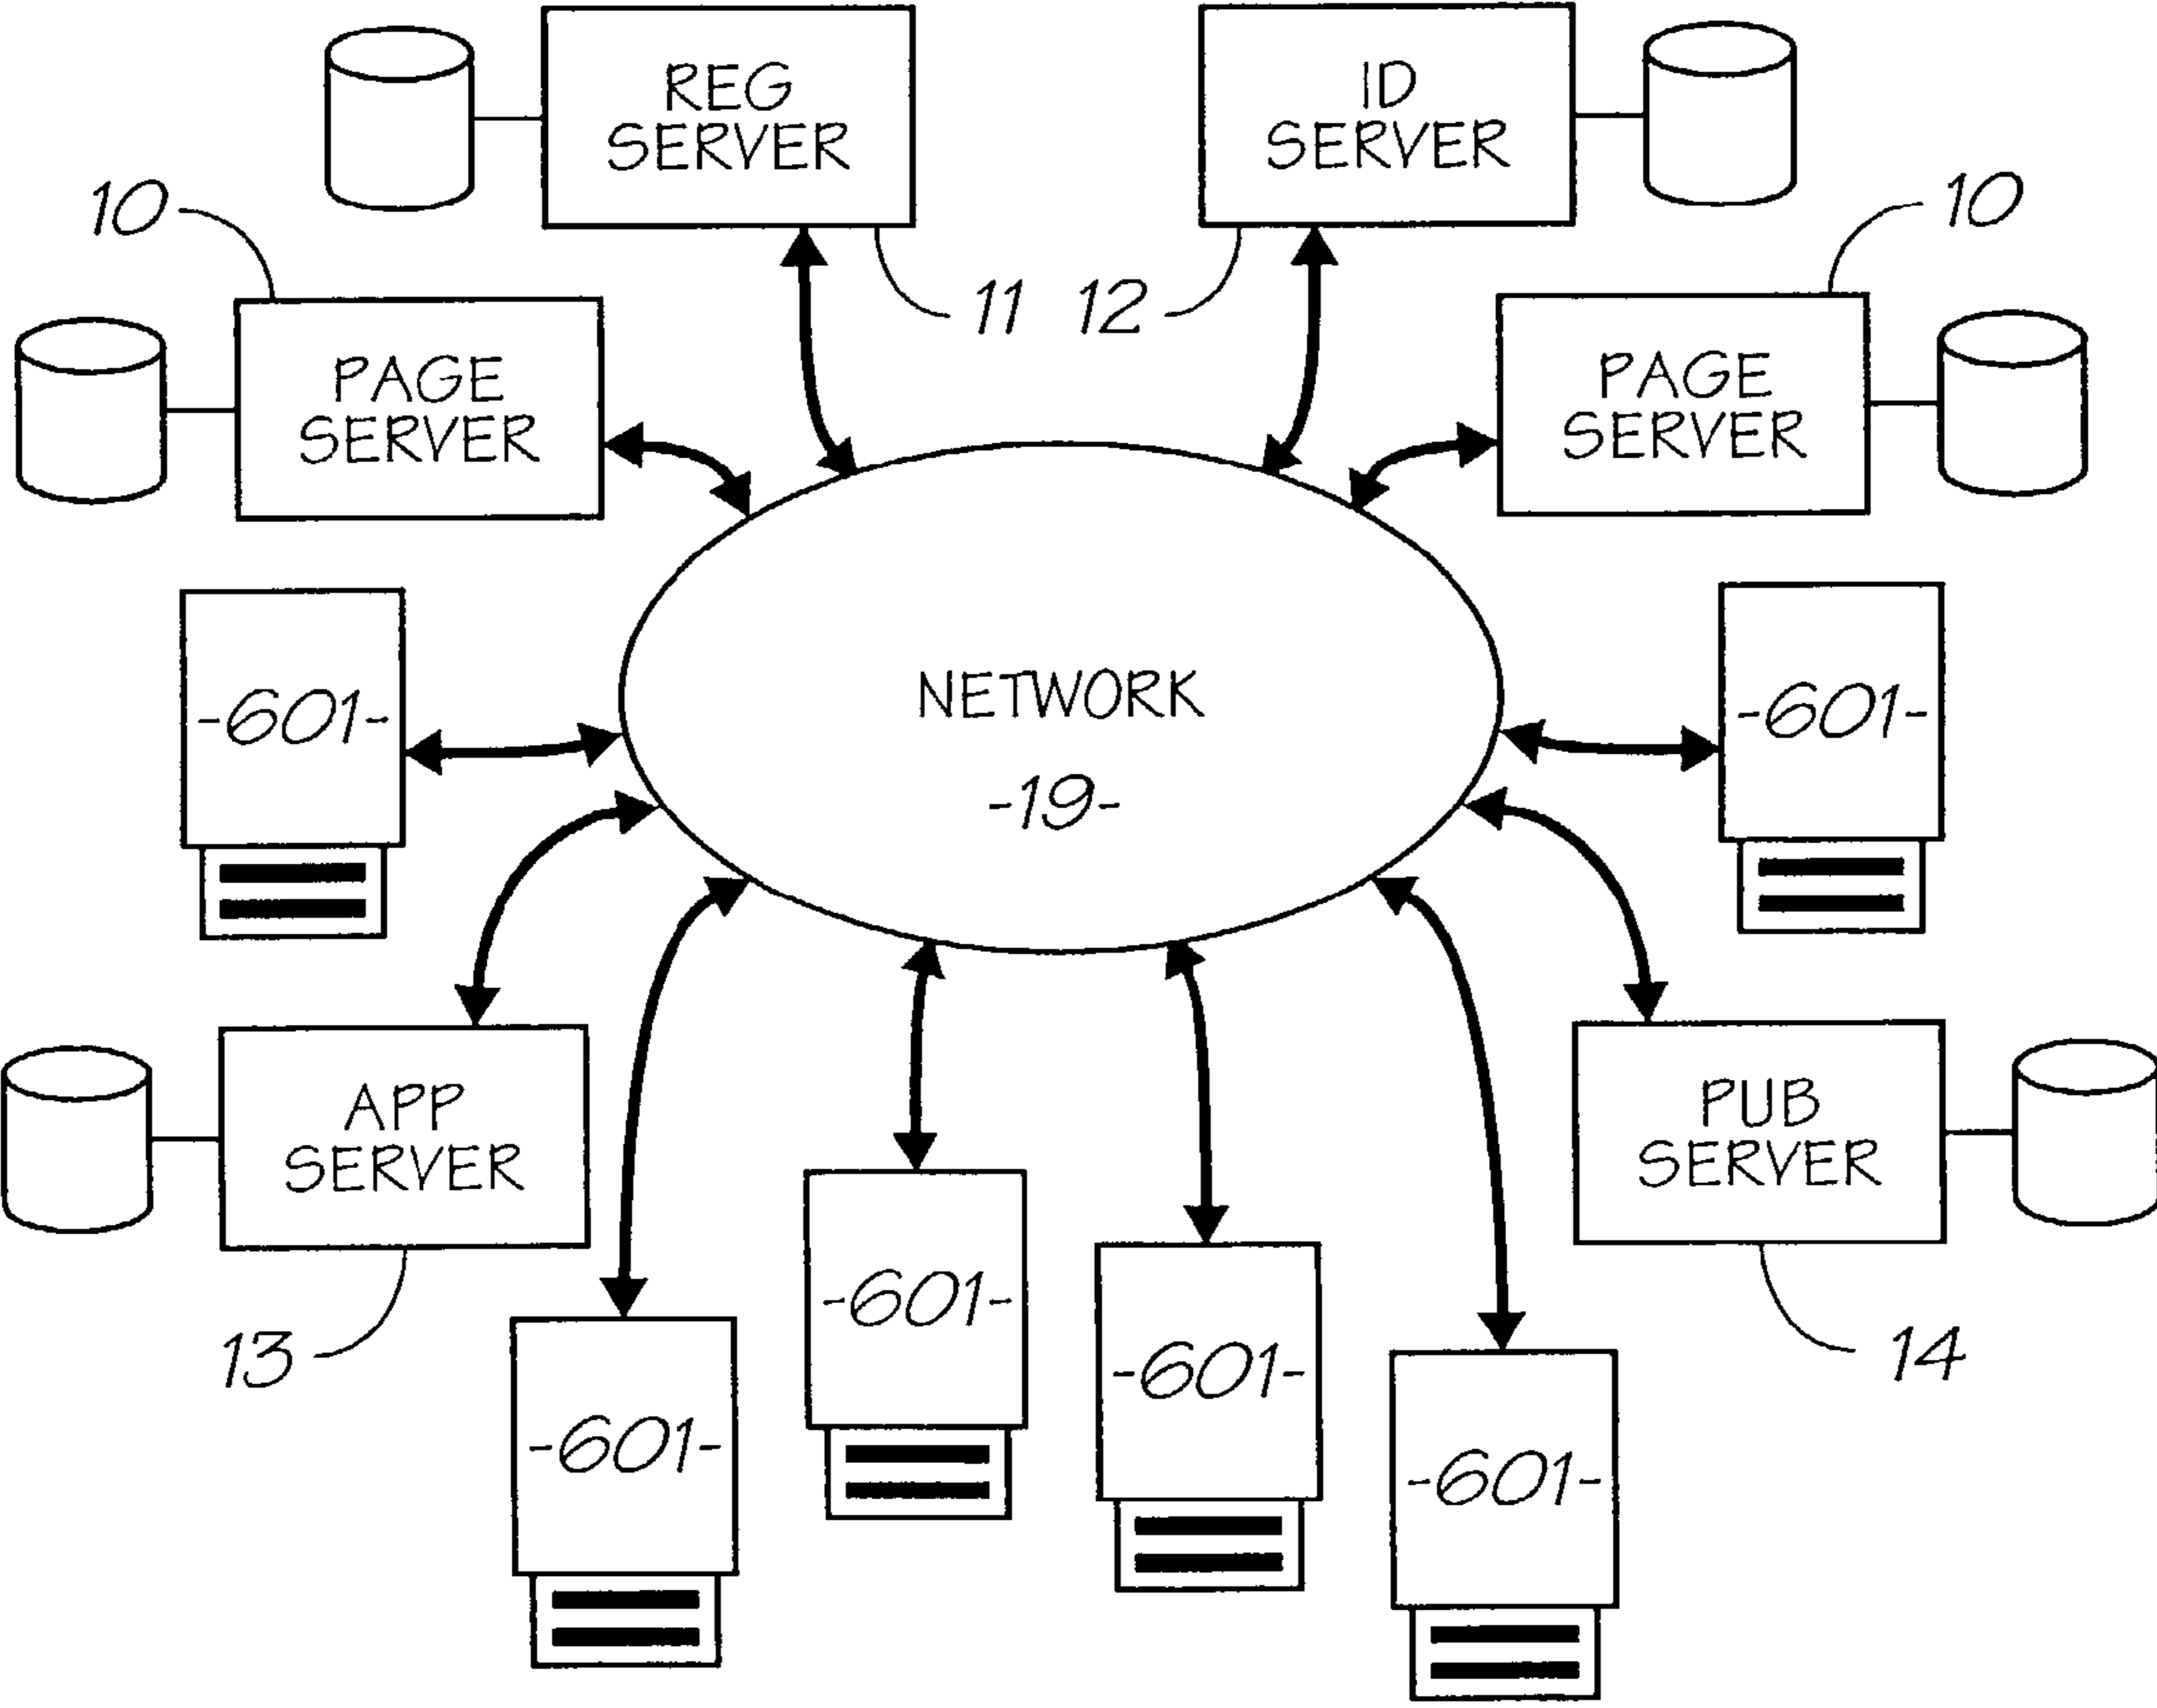 REG
SERVER
ID
SERVER
10
10
11
12
PAGE
SERVER
PAGE
SERVER
NETWORK
-19-
-601-
-601-
APP
SERVER
PUB
SERVER
13
14
-601-
-601-
-601-
-601-